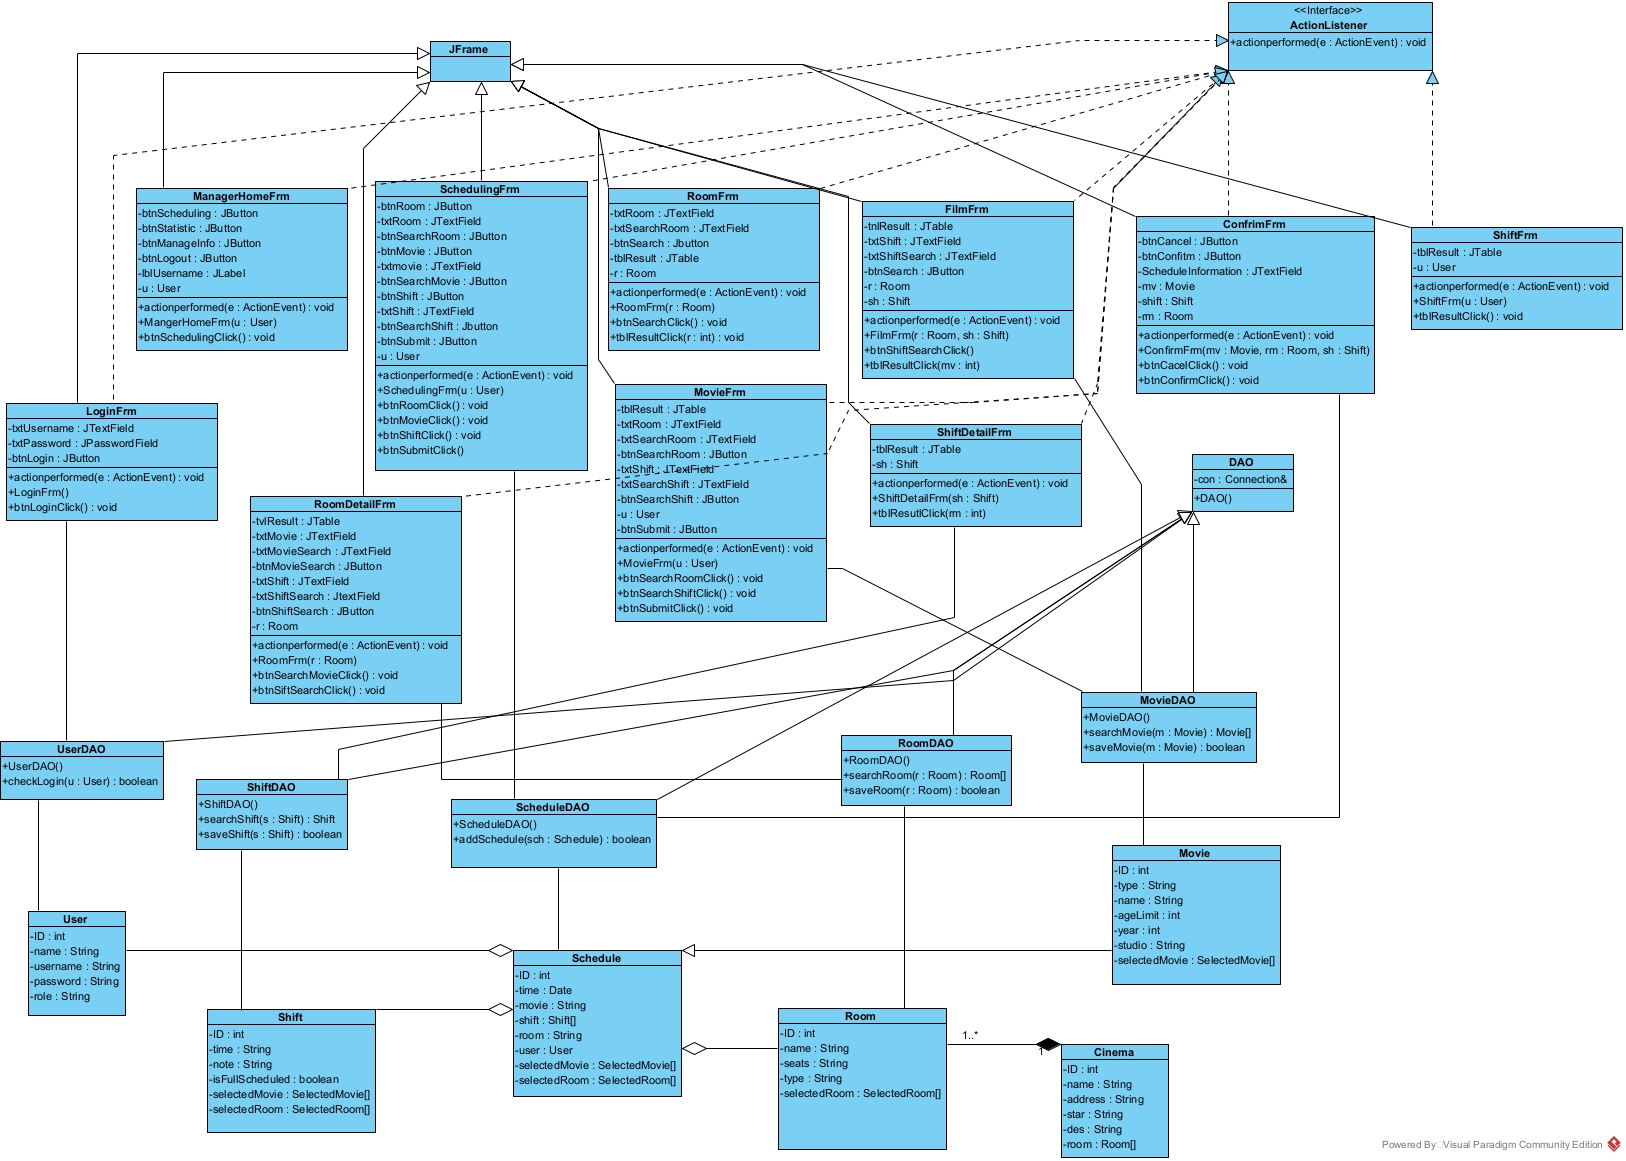 <<Interface>>
ActionListener
+actionperformed(e : ActionEvent) : void
JFrame
ManagerHomeFrm
-btnScheduling : JButton
-btnStatistic : JButton
-btnManageInfo : JButton
-btnLogout : JButton
-lblUsername : JLabel
-u : User
+actionperformed(e : ActionEvent) : void
+MangerHomeFrm(u : User)
+btnSchedulingClick() : void
SchedulingFrm
-btnRoom : JButton
-txtRoom : JTextField
-btnSearchRoom : JButton
-btnMovie : JButton
-txtmovie : JTextField
-btnSearchMovie : JButton
-btnShift : JButton
-txtShift : JTextField
-btnSearchShift : Jbutton
-btnSubmit : JButton
-u : User
+actionperformed(e : ActionEvent) : void
+SchedulingFrm(u : User)
+btnRoomClick() : void
+btnMovieClick() : void
+btnShiftClick() : void
+btnSubmitClick()
RoomFrm
-txtRoom : JTextField
-txtSearchRoom : JTextField
-btnSearch : Jbutton
-tblResult : JTable
-r : Room
+actionperformed(e : ActionEvent) : void
+RoomFrm(r : Room)
+btnSearchClick() : void
+tblResultClick(r : int) : void
FilmFrm
-tnlResult : JTable
-txtShift : JTextField
-txtShiftSearch : JTextField
-btnSearch : JButton
-r : Room
-sh : Shift
+actionperformed(e : ActionEvent) : void
+FilmFrm(r : Room, sh : Shift)
+btnShiftSearchClick()
+tblResultClick(mv : int)
ConfrimFrm
-btnCancel : JButton
-btnConfitm : JButton
-ScheduleInformation : JTextField
-mv : Movie
-shift : Shift
-rm : Room
+actionperformed(e : ActionEvent) : void
+ConfirmFrm(mv : Movie, rm : Room, sh : Shift)
+btnCacelClick() : void
+btnConfirmClick() : void
ShiftFrm
-tblResult : JTable
-u : User
+actionperformed(e : ActionEvent) : void
+ShiftFrm(u : User)
+tblResultClick() : void
LoginFrm
-txtUsername : JTextField
-txtPassword : JPasswordField
-btnLogin : JButton
+actionperformed(e : ActionEvent) : void
+LoginFrm()
+btnLoginClick() : void
MovieFrm
-tblResult : JTable
-txtRoom : JTextField
-txtSearchRoom : JTextField
-btnSearchRoom : JButton
-txtShift : JTextField
-txtSearchShift : JTextField
-btnSearchShift : JButton
-u : User
-btnSubmit : JButton
+actionperformed(e : ActionEvent) : void
+MovieFrm(u : User)
+btnSearchRoomClick() : void
+btnSearchShiftClick() : void
+btnSubmitClick() : void
ShiftDetailFrm
-tblResult : JTable
-sh : Shift
+actionperformed(e : ActionEvent) : void
+ShiftDetailFrm(sh : Shift)
+tblResutlClick(rm : int)
DAO
-con : Connection&
+DAO()
RoomDetailFrm
-tvlResult : JTable
-txtMovie : JTextField
-txtMovieSearch : JTextField
-btnMovieSearch : JButton
-txtShift : JTextField
-txtShiftSearch : JtextField
-btnShiftSearch : JButton
-r : Room
+actionperformed(e : ActionEvent) : void
+RoomFrm(r : Room)
+btnSearchMovieClick() : void
+btnSiftSearchClick() : void
MovieDAO
+MovieDAO()
+searchMovie(m : Movie) : Movie[]
+saveMovie(m : Movie) : boolean
UserDAO
+UserDAO()
+checkLogin(u : User) : boolean
RoomDAO
+RoomDAO()
+searchRoom(r : Room) : Room[]
+saveRoom(r : Room) : boolean
ShiftDAO
+ShiftDAO()
+searchShift(s : Shift) : Shift
+saveShift(s : Shift) : boolean
ScheduleDAO
+ScheduleDAO()
+addSchedule(sch : Schedule) : boolean
Movie
-ID : int
-type : String
-name : String
-ageLimit : int
-year : int
-studio : String
-selectedMovie : SelectedMovie[]
User
-ID : int
-name : String
-username : String
-password : String
-role : String
Schedule
-ID : int
-time : Date
-movie : String
-shift : Shift[]
-room : String
-user : User
-selectedMovie : SelectedMovie[]
-selectedRoom : SelectedRoom[]
Shift
-ID : int
-time : String
-note : String
-isFullScheduled : boolean
-selectedMovie : SelectedMovie[]
-selectedRoom : SelectedRoom[]
Room
-ID : int
-name : String
-seats : String
-type : String
-selectedRoom : SelectedRoom[]
1..*
1
Cinema
-ID : int
-name : String
-address : String
-star : String
-des : String
-room : Room[]
Powered By Visual Paradigm Community Edition